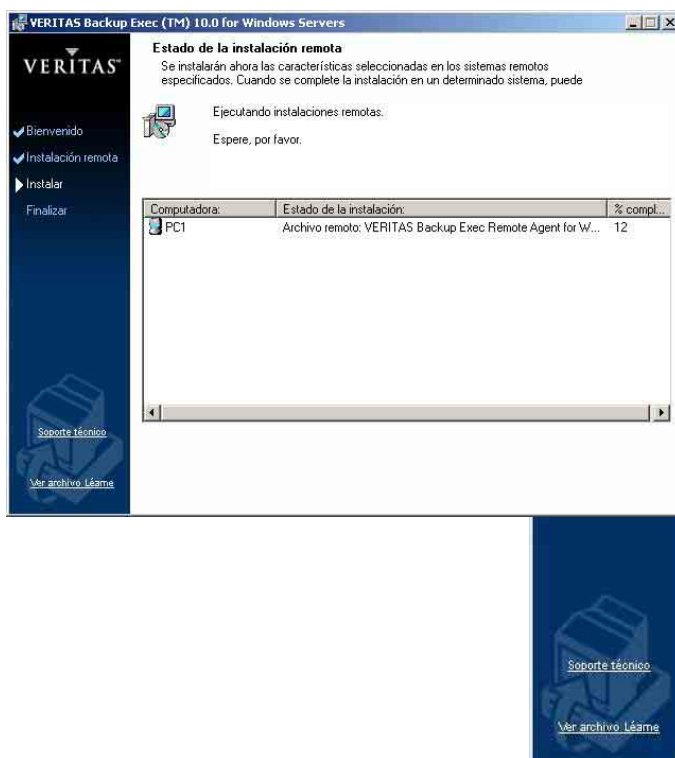 VERITAS Backup Exec (TM) 10.0 for Windows Servers
VERITAS
Estado de la instalación remota
Se instalarán ahora las características seleccionadas en los sistemas remotos
especificados. Cuando se complete la instalación en un determinado sistema, puede
Ejecutando instalaciones remotas.
Espere, por favor.
Bienvenido
Instalación remota
Instalar
Finalizar
Computadora: Estado de la instalación: % compl...
PC1 Archivo remoto: VERITAS Backup Exec Remote Agent for W... 12
Soporte técnico
Ver archivo Léame
Soporte técnico
Ver archivo Léame